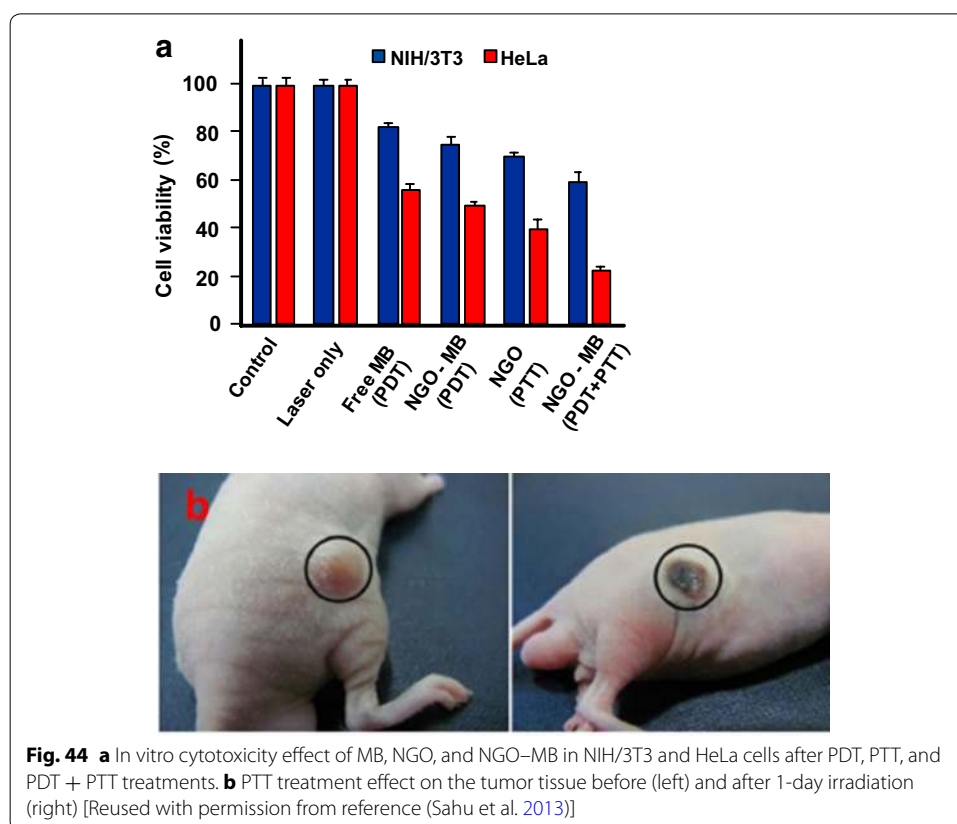 a
NIH/3T3 HeLa
100
80
60
40
20
0
Cell viability (%)
Control
Laser only
Free MB
(PDT)
NGO - MB
(PDT)
NGO
(PTT)
NGO - MB
(PDT+PTT)
b
Fig. 44 a In vitro cytotoxicity effect of MB, NGO, and NGO–MB in NIH/3T3 and HeLa cells after PDT, PTT, and
PDT + PTT treatments. b PTT treatment effect on the tumor tissue before (left) and after 1-day irradiation
(right) [Reused with permission from reference (Sahu et al. 2013)]